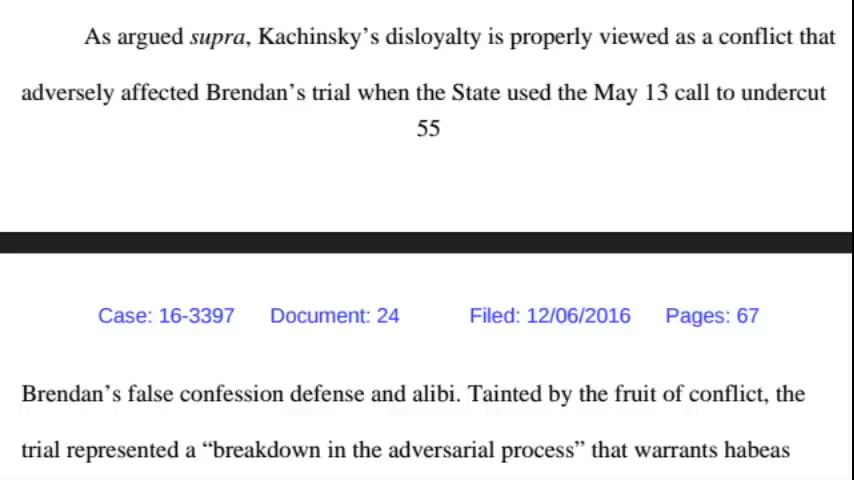 As argued supra, Kachinsky’s disloyalty is properly viewed as a conflict that
adversely affected Brendan’s trial when the State used the May 13 call to undercut
55
Case: 16-3397 Document: 24 Filed: 12/06/2016 Pages: 67
Brendan’s false confession defense and alibi. Tainted by the fruit of conflict, the
trial represented a “breakdown in the adversarial process” that warrants habeas